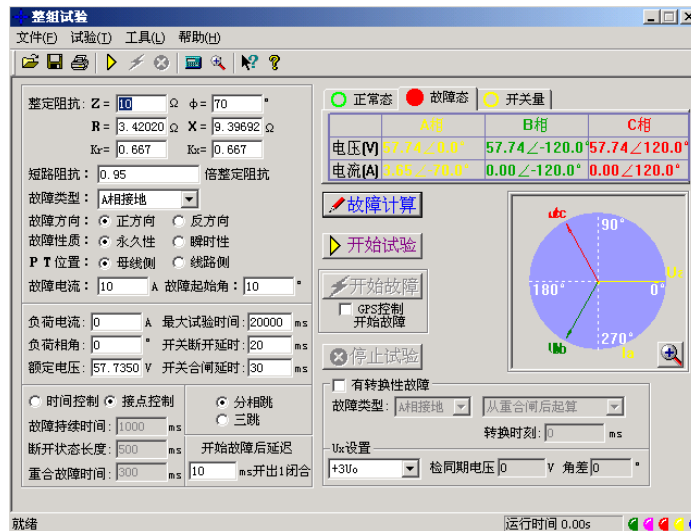 整组试验
文件(F) 试验(T) 工具(L) 帮助(H)
整定阻抗: Z = 10 Ω φ= 70 °
R = 3.42020 Ω X = 9.39692 Ω
Kr= 0.667 Kx= 0.667
短路阻抗: 0.95 倍整定阻抗
故障类型: A相接地
故障方向: 正方向 反方向
故障性质: 永久性 瞬时性
PT位置: 母线侧 线路侧
故障电流: 10 A 故障起始角: 10 °
负荷电流: 0 A 最大试验时间: 20000 ms
负荷相角: 0 ° 开关断开延时: 20 ms
额定电压: 57.7350 V 开关合闸延时: 30 ms
时间控制 接点控制
故障持续时间: 1000 ms
断开状态长度: 500 ms
重合故障时间: 300 ms
分相跳
三跳
开始故障后延迟
10 ms开出1闭合
正常态 故障态 开关量
A相 B相 C相
电压(V) 57.74∠0.0° 57.74∠-120.0° 57.74∠120.0°
电流(A) 3.65∠-70.0° 0.00∠-120.0° 0.00∠120.0°
故障计算
开始试验
开始故障
GPS控制
开始故障
停止试验
90°
180°
0°
270°
Ux
Ia
有转换性故障
故障类型: A相接地 从重合闸后起算
转换时刻: 0 ms
Ux设置
+3Uo 检同期电压 0 V 角差 0 °
就绪
运行时间 0.00s